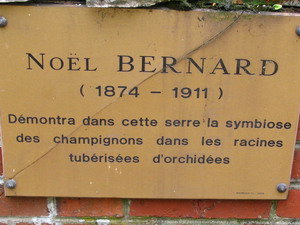 NOËL BERNARD
( 1874 – 1911 )
Démontra dans cette serre la symbiose
des champignons dans les racines
tubérisées d'orchidées